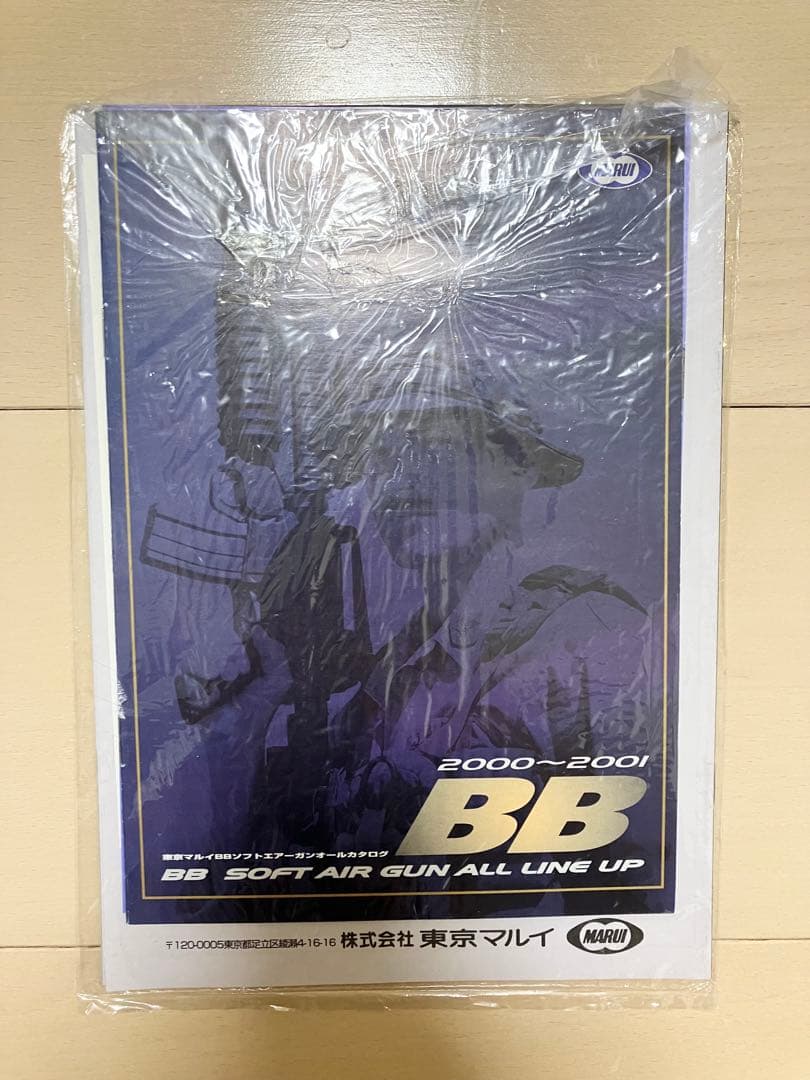 MARUI
2000～2001
BB
東京マルイBBソフトエアーガンオールカタログ
BB SOFT AIR GUN ALL LINE UP
〒120-0005東京都足立区綾瀬4-16-16 株式会社 東京マルイ MARUI